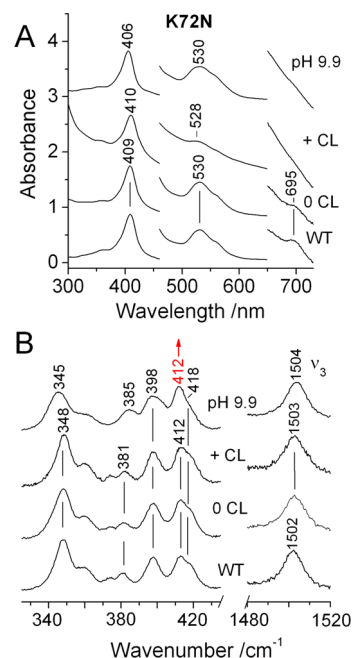 K72N
A
406
530
pH 9.9
410
528
+ CL
409
530
695
0 CL
WT
Absorbance
0
1
2
3
4
300
400
500
600
700
Wavelength /nm
B
345
385
398
412
418
1504
ν3
pH 9.9
348
381
412
1503
+ CL
0 CL
1502
WT
340
360
380
400
420
1480
1520
Wavenumber /cm-1